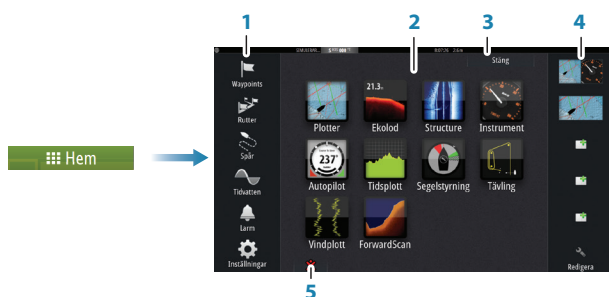 1
2
3
4
Stäng
Waypoints
21.3
Rutter
Plotter
Ekolod
Structure
Instrument
Hem
Spår
237°
Autopilot
Tidsplott
Segelstyrning
Tävling
Tidvatten
Larm
Vindplott
ForwardScan
Inställningar
Redigera
5